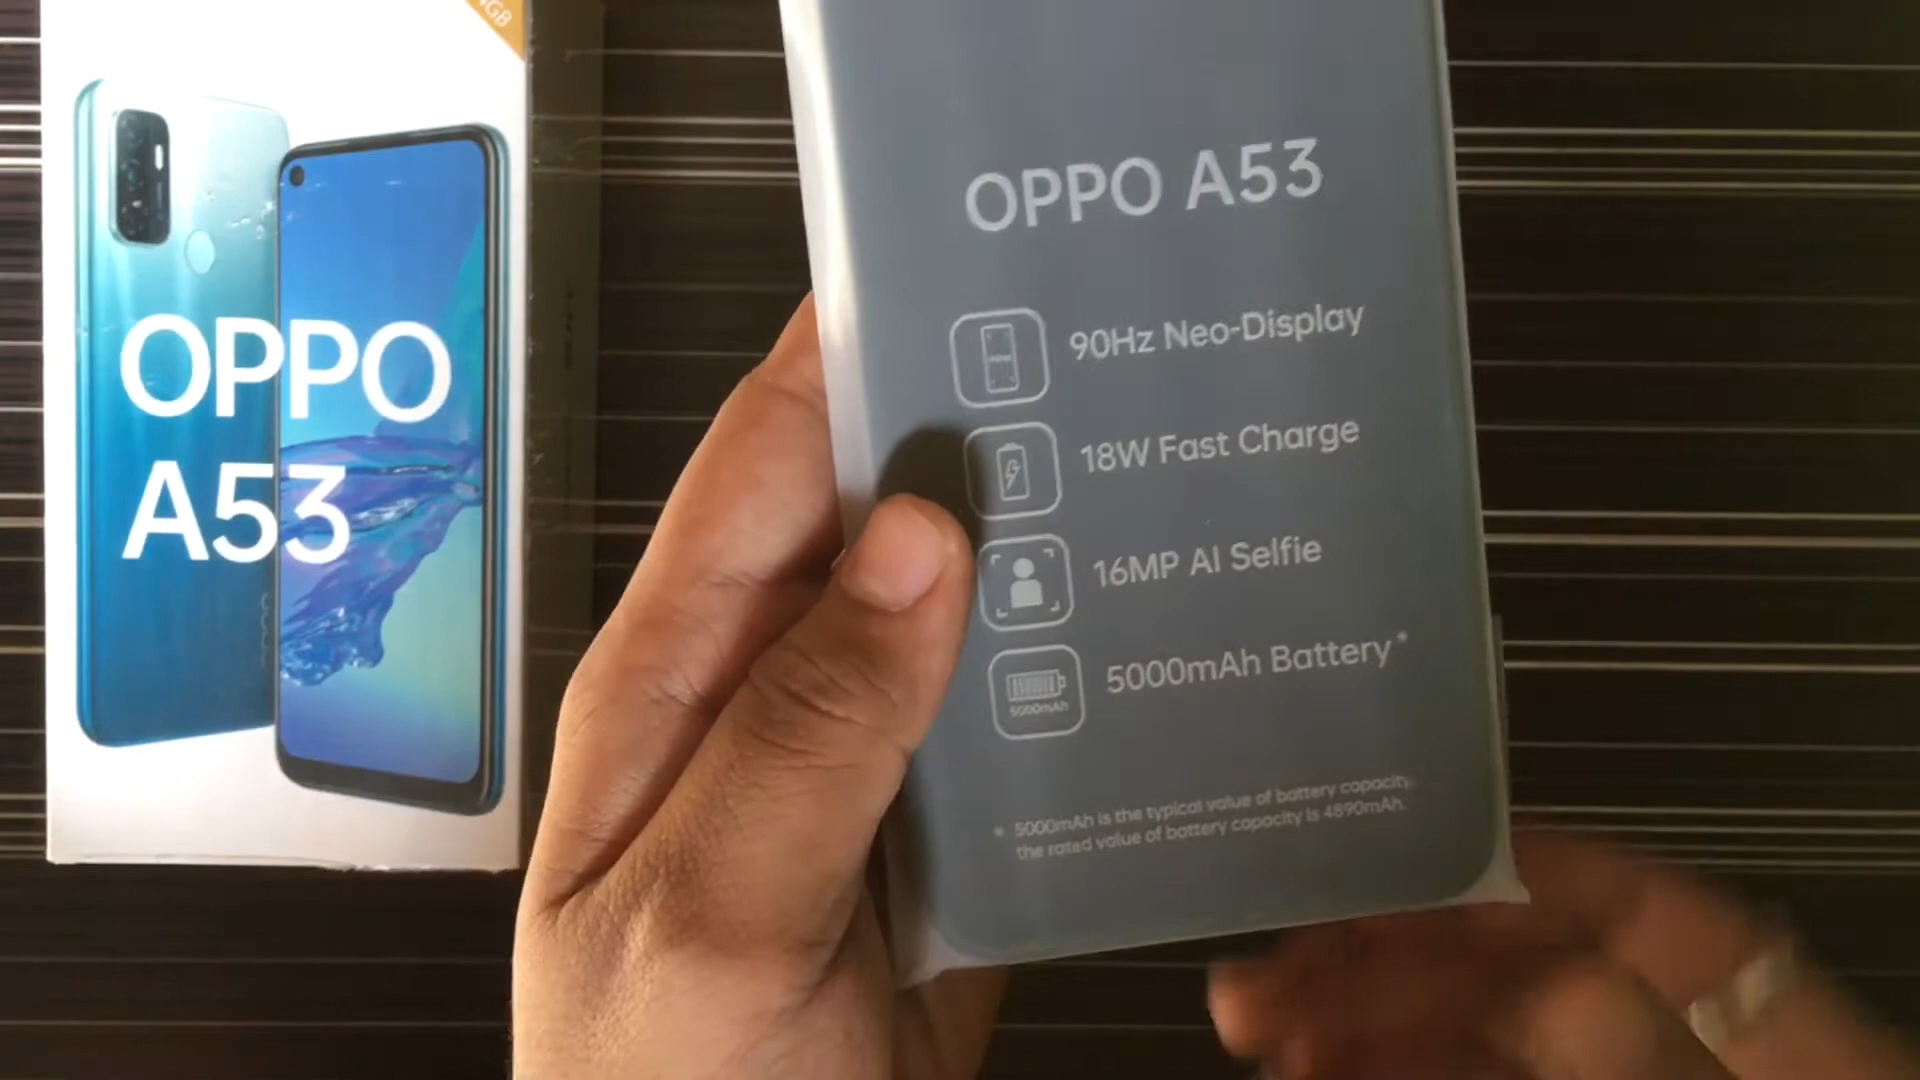 OPPO
A53
OPPO A53
90Hz Neo-Display
18W Fast Charge
16MP AI Selfie
5000mAh
5000mAh Battery*
* 5000mAh is the typical value of battery capacity,
the rated value of battery capacity is 4890mAh.